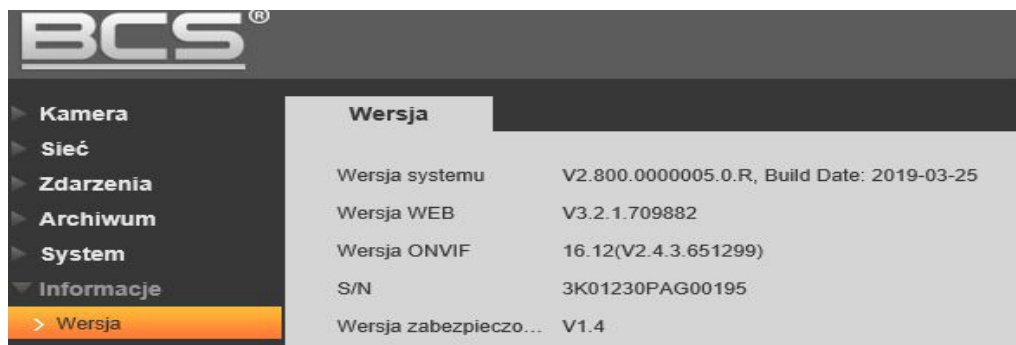 BCS®
Kamera
Sieć
Zdarzenia
Archiwum
System
Informacje
Wersja
Wersja
Wersja systemu V2.800.0000005.0.R, Build Date: 2019-03-25
Wersja WEB V3.2.1.709882
Wersja ONVIF 16.12(V2.4.3.651299)
S/N 3K01230PAG00195
Wersja zabezpieczo... V1.4